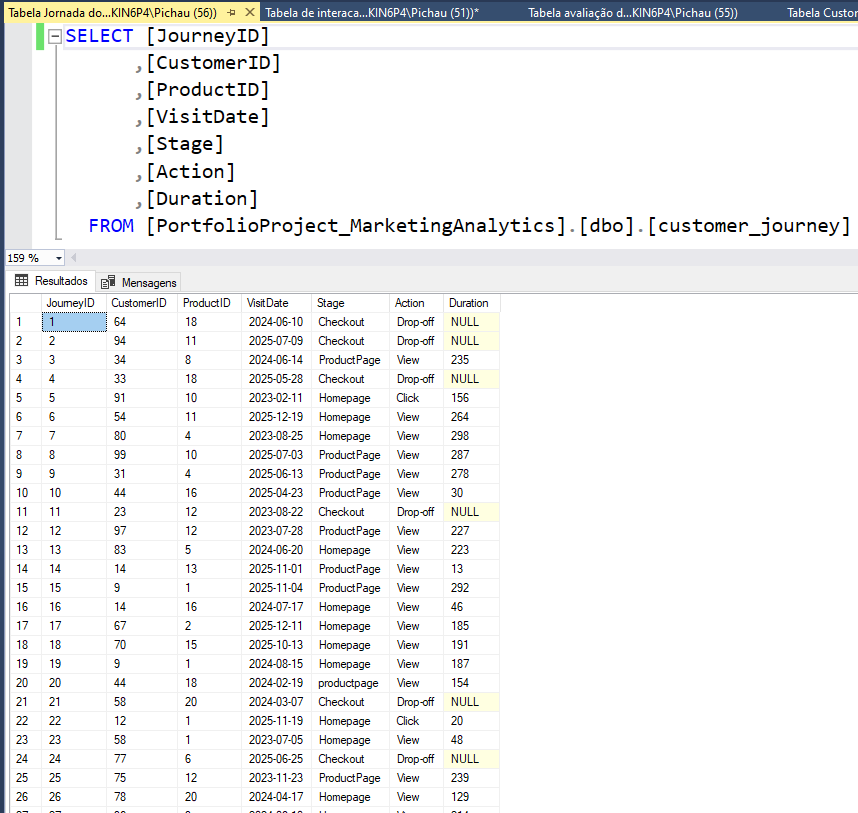 Tabela Jornada do...KIN6P4\Pichau (56)) Tabela de interaca...KIN6P4\Pichau (51))* Tabela avaliação d...KIN6P4\Pichau (55)) Tabela Custor
SELECT [JourneyID]
,[CustomerID]
,[ProductID]
,[VisitDate]
,[Stage]
,[Action]
,[Duration]
FROM [PortfolioProject_MarketingAnalytics].[dbo].[customer_journey]
159 %
Resultados Mensagens
JourneyID CustomerID ProductID VisitDate Stage Action Duration
1 1 64 18 2024-06-10 Checkout Drop-off NULL
2 2 94 11 2025-07-09 Checkout Drop-off NULL
3 3 34 8 2024-06-14 ProductPage View 235
4 4 33 18 2025-05-28 Checkout Drop-off NULL
5 5 91 10 2023-02-11 Homepage Click 156
6 6 54 11 2025-12-19 Homepage View 264
7 7 80 4 2023-08-25 Homepage View 298
8 8 99 10 2025-07-03 ProductPage View 287
9 9 31 4 2025-06-13 ProductPage View 278
10 10 44 16 2025-04-23 ProductPage View 30
11 11 23 12 2023-08-22 Checkout Drop-off NULL
12 12 97 12 2023-07-28 ProductPage View 227
13 13 83 5 2024-06-20 Homepage View 223
14 14 14 13 2025-11-01 ProductPage View 13
15 15 9 1 2025-11-04 ProductPage View 292
16 16 14 16 2024-07-17 Homepage View 46
17 17 67 2 2025-12-11 Homepage View 185
18 18 70 15 2025-10-13 Homepage View 191
19 19 9 1 2024-08-15 Homepage View 187
20 20 44 18 2024-02-19 productpage View 154
21 21 58 20 2024-03-07 Checkout Drop-off NULL
22 22 12 1 2025-11-19 Homepage Click 20
23 23 58 1 2023-07-05 Homepage View 48
24 24 77 6 2025-06-25 Checkout Drop-off NULL
25 25 75 12 2023-11-23 ProductPage View 239
26 26 78 20 2024-04-17 Homepage View 129